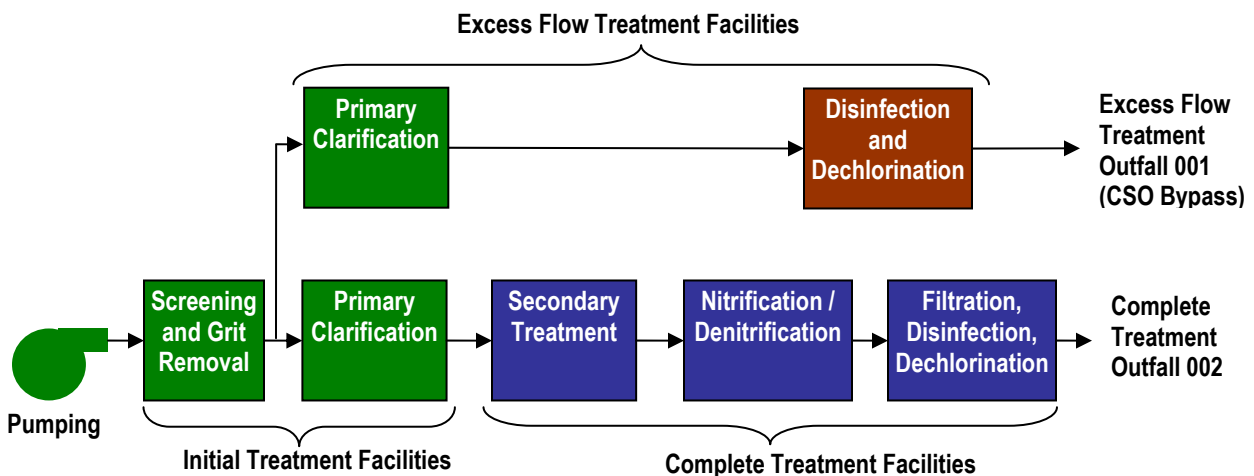 Excess Flow Treatment Facilities
Primary
Clarification
Disinfection
and
Dechlorination
Excess Flow
Treatment
Outfall 001
(CSO Bypass)
Pumping
Screening
and Grit
Removal
Primary
Clarification
Secondary
Treatment
Nitrification /
Denitrification
Filtration,
Disinfection,
Dechlorination
Complete
Treatment
Outfall 002
Initial Treatment Facilities
Complete Treatment Facilities